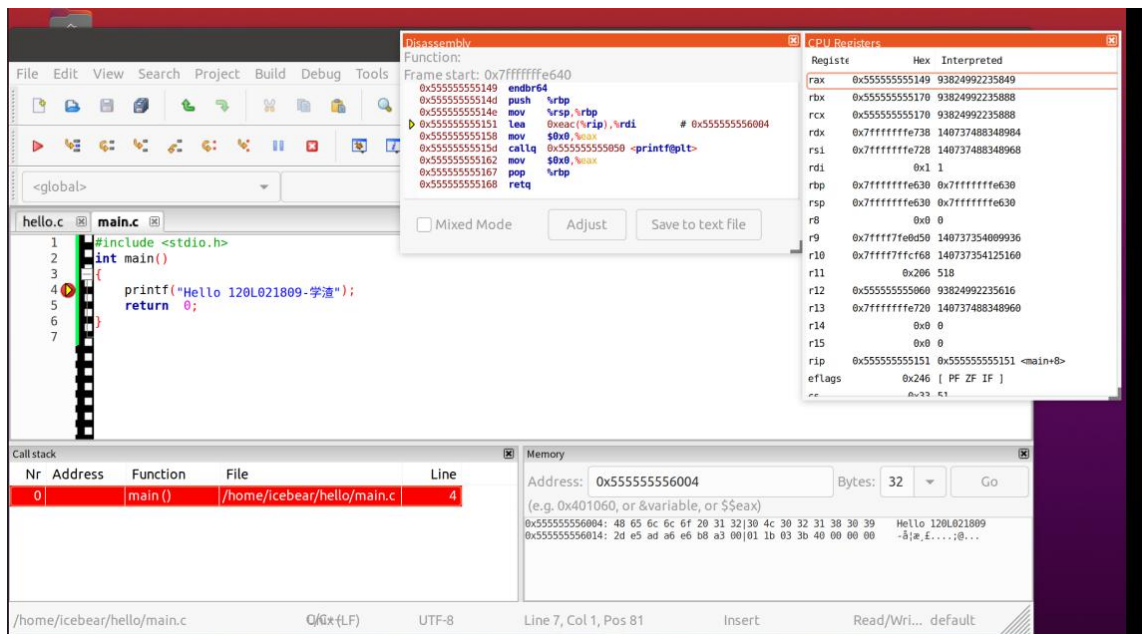 Disassembly
Function:
Frame start: 0x7fffffffe640
0x555555555149 endbr64
0x55555555514d push %rbp
0x55555555514e mov %rsp,%rbp
0x555555555151 lea 0xeac(%rip),%rdi # 0x555555556004
0x555555555158 mov $0x0,%eax
0x55555555515d callq 0x555555555050 <printf@plt>
0x555555555162 mov $0x0,%eax
0x555555555167 pop %rbp
0x555555555168 retq
Mixed Mode Adjust Save to text file
CPU Registers
Registe Hex Interpreted
rax 0x555555555149 93824992235849
rbx 0x555555555170 93824992235888
rcx 0x555555555170 93824992235888
rdx 0x7fffffffe738 140737488348984
rsi 0x7fffffffe728 140737488348968
rdi 0x1 1
rbp 0x7fffffffe630 0x7fffffffe630
rsp 0x7fffffffe630 0x7fffffffe630
r8 0x0 0
r9 0x7ffff7fe0d50 140737354009936
r10 0x7ffff7ffcf68 140737354125160
r11 0x206 518
r12 0x555555555060 93824992235616
r13 0x7fffffffe720 140737488348960
r14 0x0 0
r15 0x0 0
rip 0x555555555151 0x555555555151 <main+8>
eflags 0x246 [ PF ZF IF ]
cs 0x33 51
File Edit View Search Project Build Debug Tools
<global>
hello.c main.c
1 #include <stdio.h>
2 int main()
3 {
4 printf("Hello 120L021809-学渣");
5 return 0;
6 }
7
Call stack
Nr Address Function File Line
0 main () /home/icebear/hello/main.c 4
Memory
Address: 0x555555556004 Bytes: 32 Go
(e.g. 0x401060, or &variable, or $$eax)
0x555555556004: 48 65 6c 6c 6f 20 31 32|30 4c 30 32 31 38 30 39 Hello 120L021809
0x555555556014: 2d e5 ad a6 e6 b8 a3 00|01 1b 03 3b 40 00 00 00 -å­¦æ¸£....;@...
/home/icebear/hello/main.c (LF) UTF-8 Line 7, Col 1, Pos 81 Insert Read/Wri... default